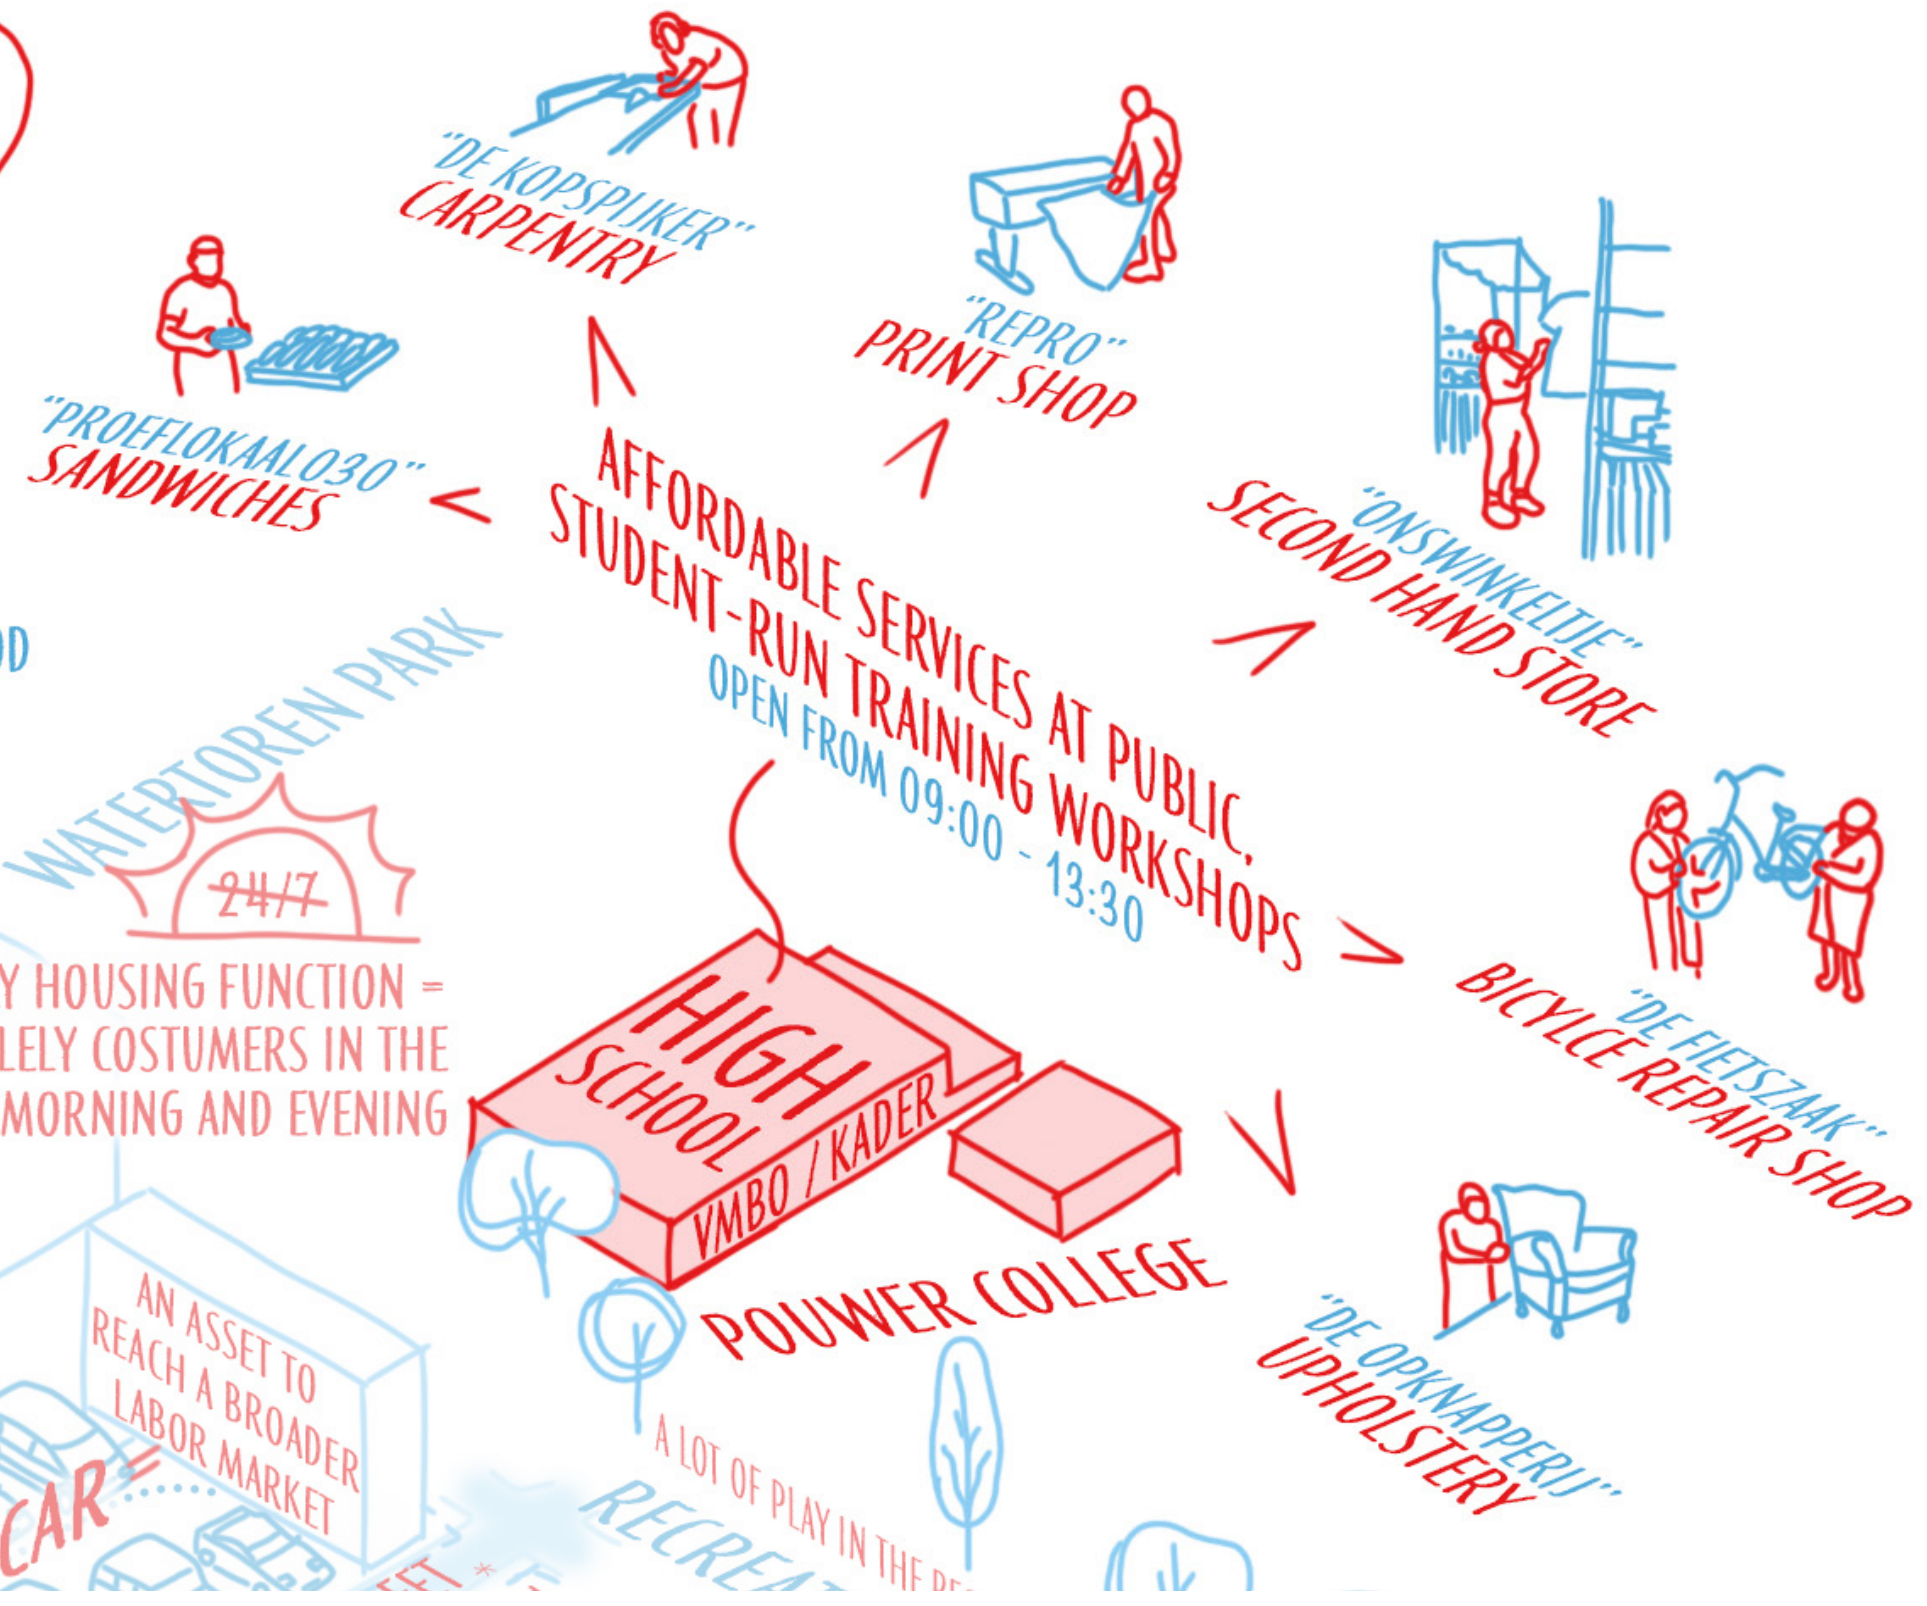 "DE KOPSPIJKER"
CARPENTRY
"REPRO"
PRINT SHOP
"PROEFLOKAAL030"
SANDWICHES
"ONSWINKELTJE"
SECOND HAND STORE
AFFORDABLE SERVICES AT PUBLIC,
STUDENT-RUN TRAINING WORKSHOPS
OPEN FROM 09:00 - 13:30
WATERTOREN PARK
24/7
Y HOUSING FUNCTION =
LELY COSTUMERS IN THE
MORNING AND EVENING
"DE FIETSZAAK"
BICYLCE REPAIR SHOP
HIGH
SCHOOL
VMBO / KADER
POUWER COLLEGE
"DE OPKNAPPERIJ"
UPHOLSTERY
AN ASSET TO
REACH A BROADER
LABOR MARKET
CAR
A LOT OF PLAY IN THE